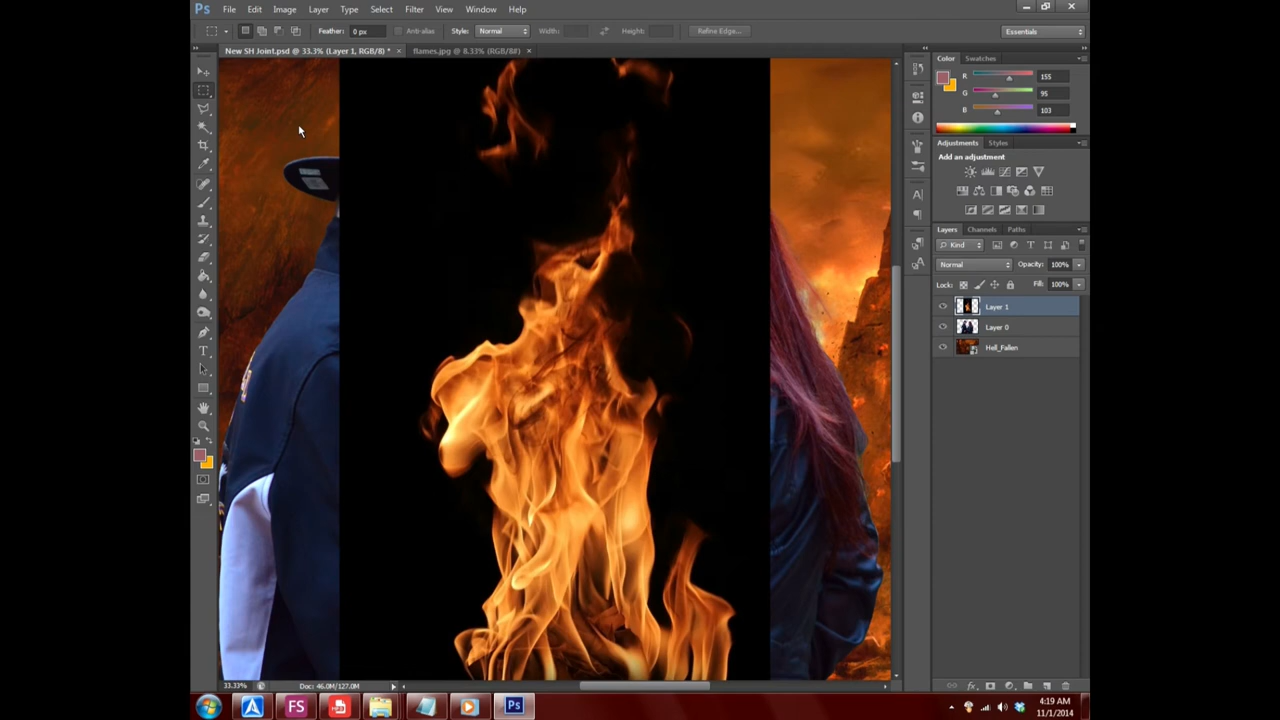 Ps File Edit Image Layer Type Select Filter View Window Help
Feather: 0 px Anti-alias Style: Normal Width: Height: Refine Edge... Essentials
New SH Joint.psd @ 33.3% (Layer 1, RGB/8) * × flames.jpg @ 8.33% (RGB/8#) ×
Color Swatches
R 155
G 95
B 103
Adjustments Styles
Add an adjustment
Layers Channels Paths
Kind
Normal Opacity: 100%
Lock: Fill: 100%
Layer 1
Layer 0
Hell_Fallen
33.33% Doc: 46.0M/127.0M
FS Ps 4:19 AM
11/1/2014